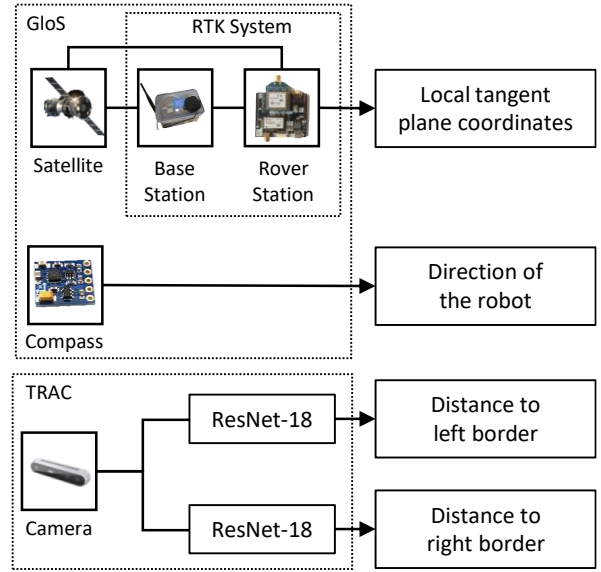 GloS
RTK System
Satellite
Base
Station
Rover
Station
Local tangent
plane coordinates
Compass
Direction of
the robot
TRAC
Camera
ResNet-18
Distance to
left border
ResNet-18
Distance to
right border